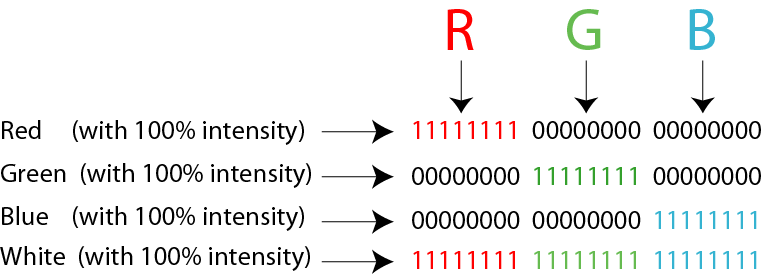 R G B
Red (with 100% intensity) 11111111 00000000 00000000
Green (with 100% intensity) 00000000 11111111 00000000
Blue (with 100% intensity) 00000000 00000000 11111111
White (with 100% intensity) 11111111 11111111 11111111